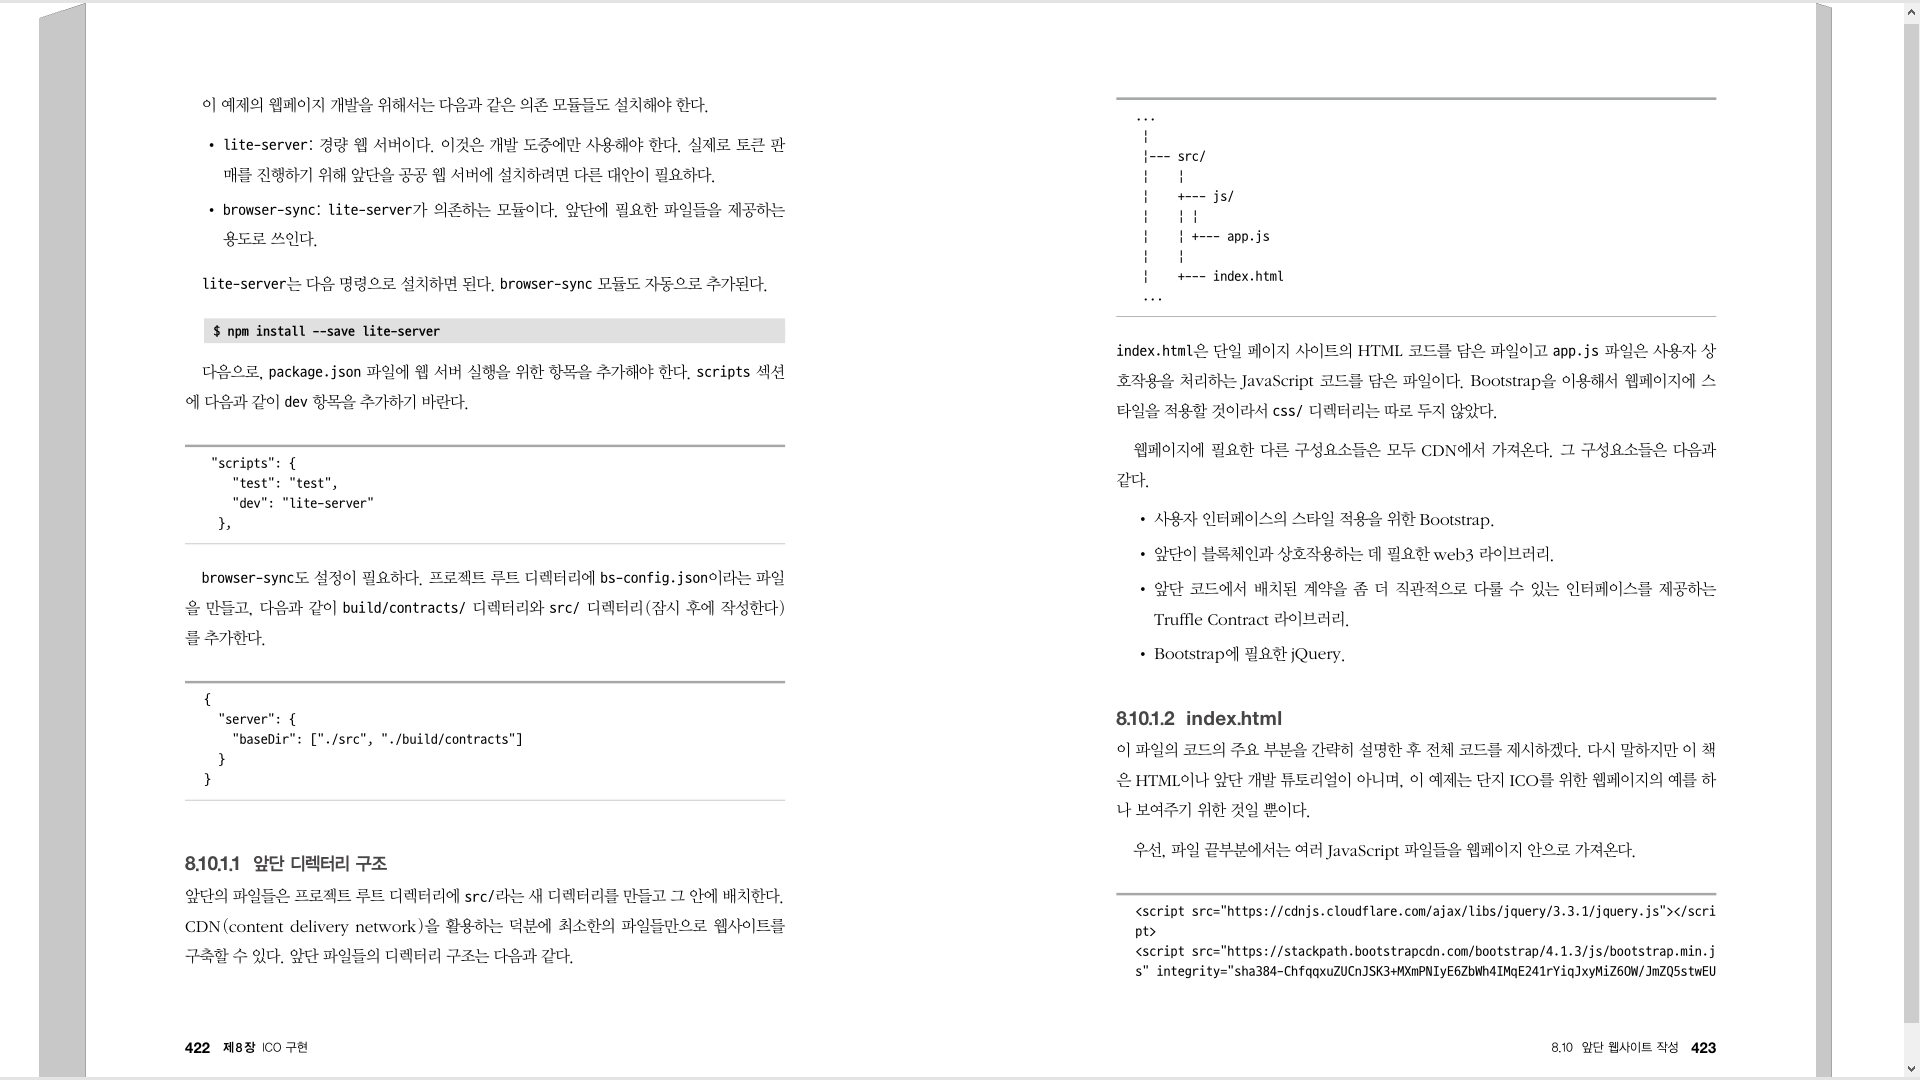 이 예제의 웹페이지 개발을 위해서는 다음과 같은 의존 모듈들도 설치해야 한다.
• lite-server: 경량 웹 서버이다. 이것은 개발 도중에만 사용해야 한다. 실제로 토큰 판
매를 진행하기 위해 앞단을 공공 웹 서버에 설치하려면 다른 대안이 필요하다.
• browser-sync: lite-server가 의존하는 모듈이다. 앞단에 필요한 파일들을 제공하는
용도로 쓰인다.
lite-server는 다음 명령으로 설치하면 된다. browser-sync 모듈도 자동으로 추가된다.
$ npm install --save lite-server
다음으로, package.json 파일에 웹 서버 실행을 위한 항목을 추가해야 한다. scripts 섹션
에 다음과 같이 dev 항목을 추가하기 바란다.
"scripts": {
"test": "test",
"dev": "lite-server"
},
browser-sync도 설정이 필요하다. 프로젝트 루트 디렉터리에 bs-config.json이라는 파일
을 만들고, 다음과 같이 build/contracts/ 디렉터리와 src/ 디렉터리(잠시 후에 작성한다)
를 추가한다.
{
"server": {
"baseDir": ["./src", "./build/contracts"]
}
}
8.10.1.1 앞단 디렉터리 구조
앞단의 파일들은 프로젝트 루트 디렉터리에 src/라는 새 디렉터리를 만들고 그 안에 배치한다.
CDN(content delivery network)을 활용하는 덕분에 최소한의 파일들만으로 웹사이트를
구축할 수 있다. 앞단 파일들의 디렉터리 구조는 다음과 같다.
422 제8장 ICO 구현
...
|
|--- src/
| |
| +--- js/
| | |
| | +--- app.js
| |
| +--- index.html
...
index.html은 단일 페이지 사이트의 HTML 코드를 담은 파일이고 app.js 파일은 사용자 상
호작용을 처리하는 JavaScript 코드를 담은 파일이다. Bootstrap을 이용해서 웹페이지에 스
타일을 적용할 것이라서 css/ 디렉터리는 따로 두지 않았다.
웹페이지에 필요한 다른 구성요소들은 모두 CDN에서 가져온다. 그 구성요소들은 다음과
같다.
• 사용자 인터페이스의 스타일 적용을 위한 Bootstrap.
• 앞단이 블록체인과 상호작용하는 데 필요한 web3 라이브러리.
• 앞단 코드에서 배치된 계약을 좀 더 직관적으로 다룰 수 있는 인터페이스를 제공하는
Truffle Contract 라이브러리.
• Bootstrap에 필요한 jQuery.
8.10.1.2 index.html
이 파일의 코드의 주요 부분을 간략히 설명한 후 전체 코드를 제시하겠다. 다시 말하지만 이 책
은 HTML이나 앞단 개발 튜토리얼이 아니며, 이 예제는 단지 ICO를 위한 웹페이지의 예를 하
나 보여주기 위한 것일 뿐이다.
우선, 파일 끝부분에서는 여러 JavaScript 파일들을 웹페이지 안으로 가져온다.
<script src="https://cdnjs.cloudflare.com/ajax/libs/jquery/3.3.1/jquery.js"></scri
pt>
<script src="https://stackpath.bootstrapcdn.com/bootstrap/4.1.3/js/bootstrap.min.j
s" integrity="sha384-ChfqqxuZUCnJSK3+MXmPNIyE6ZbWh4IMqE241rYiqJxyMiZ6OW/JmZQ5stwEU
8.10 앞단 웹사이트 작성 423